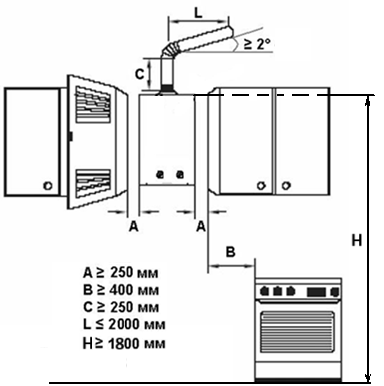 L
≥ 2°
C
A
A
B
H
A ≥ 250 мм
B ≥ 400 мм
C ≥ 250 мм
L ≤ 2000 мм
H ≥ 1800 мм